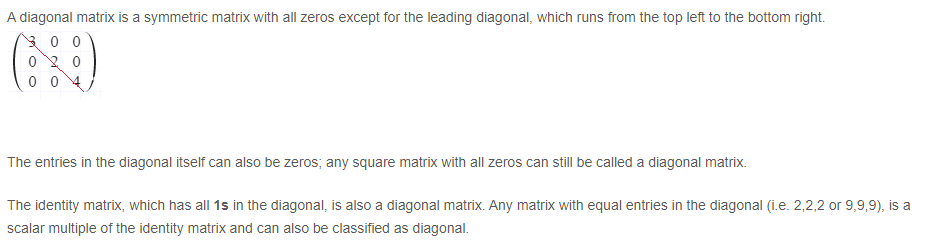 A diagonal matrix is a symmetric matrix with all zeros except for the leading diagonal, which runs from the top left to the bottom right.
3 0 0
0 2 0
0 0 4
The entries in the diagonal itself can also be zeros; any square matrix with all zeros can still be called a diagonal matrix.
The identity matrix, which has all 1s in the diagonal, is also a diagonal matrix. Any matrix with equal entries in the diagonal (i.e. 2,2,2 or 9,9,9), is a
scalar multiple of the identity matrix and can also be classified as diagonal.